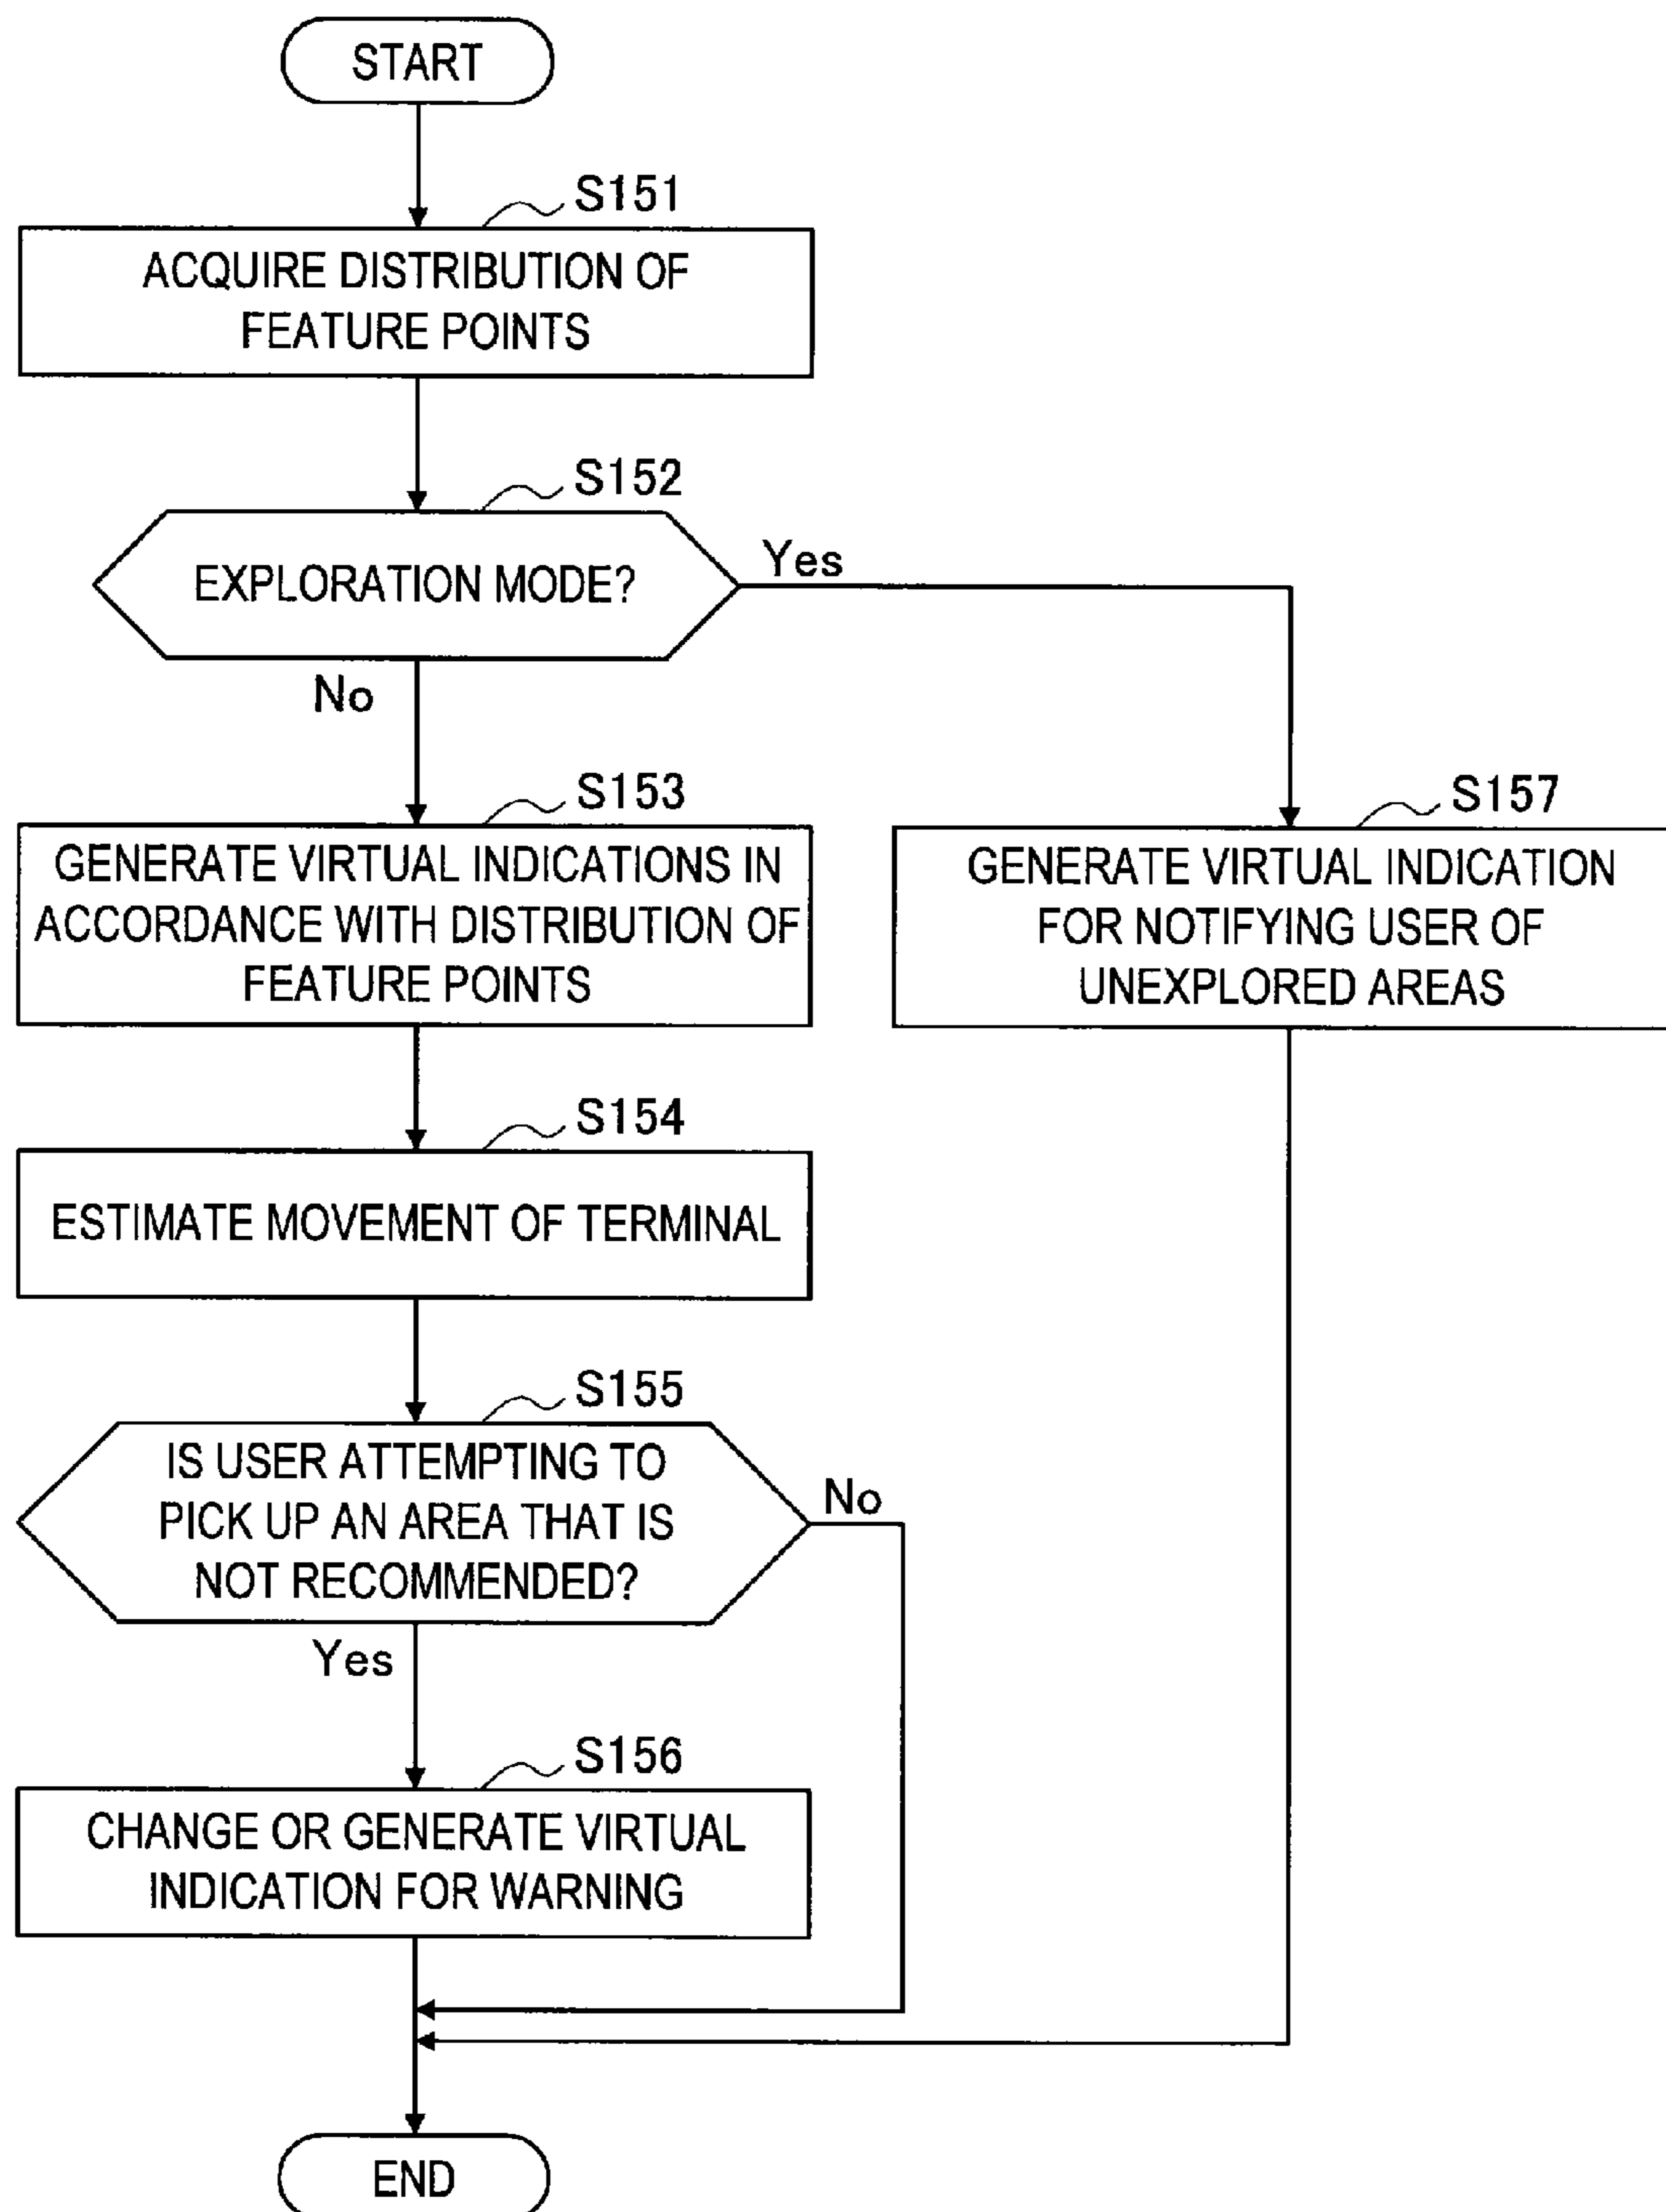 START
S151
ACQUIRE DISTRIBUTION OF
FEATURE POINTS
S152
EXPLORATION MODE?
Yes
No
S153
GENERATE VIRTUAL INDICATIONS IN
ACCORDANCE WITH DISTRIBUTION OF
FEATURE POINTS
S157
GENERATE VIRTUAL INDICATION
FOR NOTIFYING USER OF
UNEXPLORED AREAS
S154
ESTIMATE MOVEMENT OF TERMINAL
S155
IS USER ATTEMPTING TO
PICK UP AN AREA THAT IS
NOT RECOMMENDED?
No
Yes
S156
CHANGE OR GENERATE VIRTUAL
INDICATION FOR WARNING
END